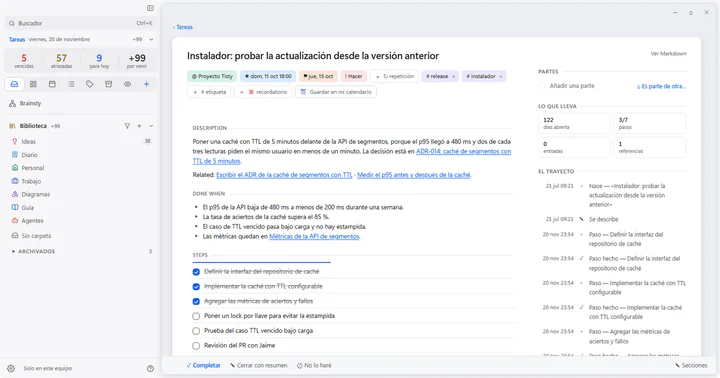 Buscador
Ctrl+K
Tareas viernes, 20 de noviembre
+99
5
57
9
+99
vencidas
atrasadas
para hoy
por venir
Brainsty
Biblioteca +99
Ideas
38
Diario
Personal
Trabajo
Diagramas
Guía
Agentes
Sin carpeta
ARCHIVADOS
3
Solo en este equipo
Tareas
Instalador: probar la actualización desde la versión anterior
Ver Markdown
@ Proyecto Tisty
dom, 11 oct 18:00
jue, 15 oct
! Hacer
+ repetición
# release ×
# instalador ×
+ # etiqueta
+ recordatorio
Guardar en mi calendario
DESCRIPTION
Poner una caché con TTL de 5 minutos delante de la API de segmentos, porque el p95 llegó a 480 ms y dos de cada
tres lecturas piden el mismo usuario en menos de un minuto. La decisión está en ADR-014: caché de segmentos con
TTL de 5 minutos.
Related: Escribir el ADR de la caché de segmentos con TTL · Medir el p95 antes y después de la caché.
DONE WHEN
• El p95 de la API baja de 480 ms a menos de 200 ms durante una semana.
• La tasa de aciertos de la caché supera el 85 %.
• El caso de TTL vencido pasa bajo carga y no hay estampida.
• Las métricas quedan en Métricas de la API de segmentos.
STEPS
Definir la interfaz del repositorio de caché
Implementar la caché con TTL configurable
Agregar las métricas de aciertos y fallos
Poner un lock por llave para evitar la estampida
Prueba del caso TTL vencido bajo carga
Revisión del PR con Jaime
PARTES
Añadir una parte
Es parte de otra...
LO QUE LLEVA
122
días abierta
3/7
pasos
0
entradas
1
referencias
EL TRAYECTO
21 jul 09:21
Nace — «Instalador: probar la
actualización desde la versión
anterior»
21 jul 09:21
Se describe
20 nov 23:54
Paso — Definir la interfaz del
repositorio de caché
20 nov 23:54
Paso hecho — Definir la interfaz
del repositorio de caché
20 nov 23:54
Paso — Implementar la caché
con TTL configurable
20 nov 23:54
Paso hecho — Implementar la
caché con TTL configurable
20 nov 23:54
Paso — Agregar las métricas de
aciertos y fallos
20 nov 23:54
Paso hecho — Agregar las métricas
Completar
Cerrar con resumen
No lo haré
Secciones